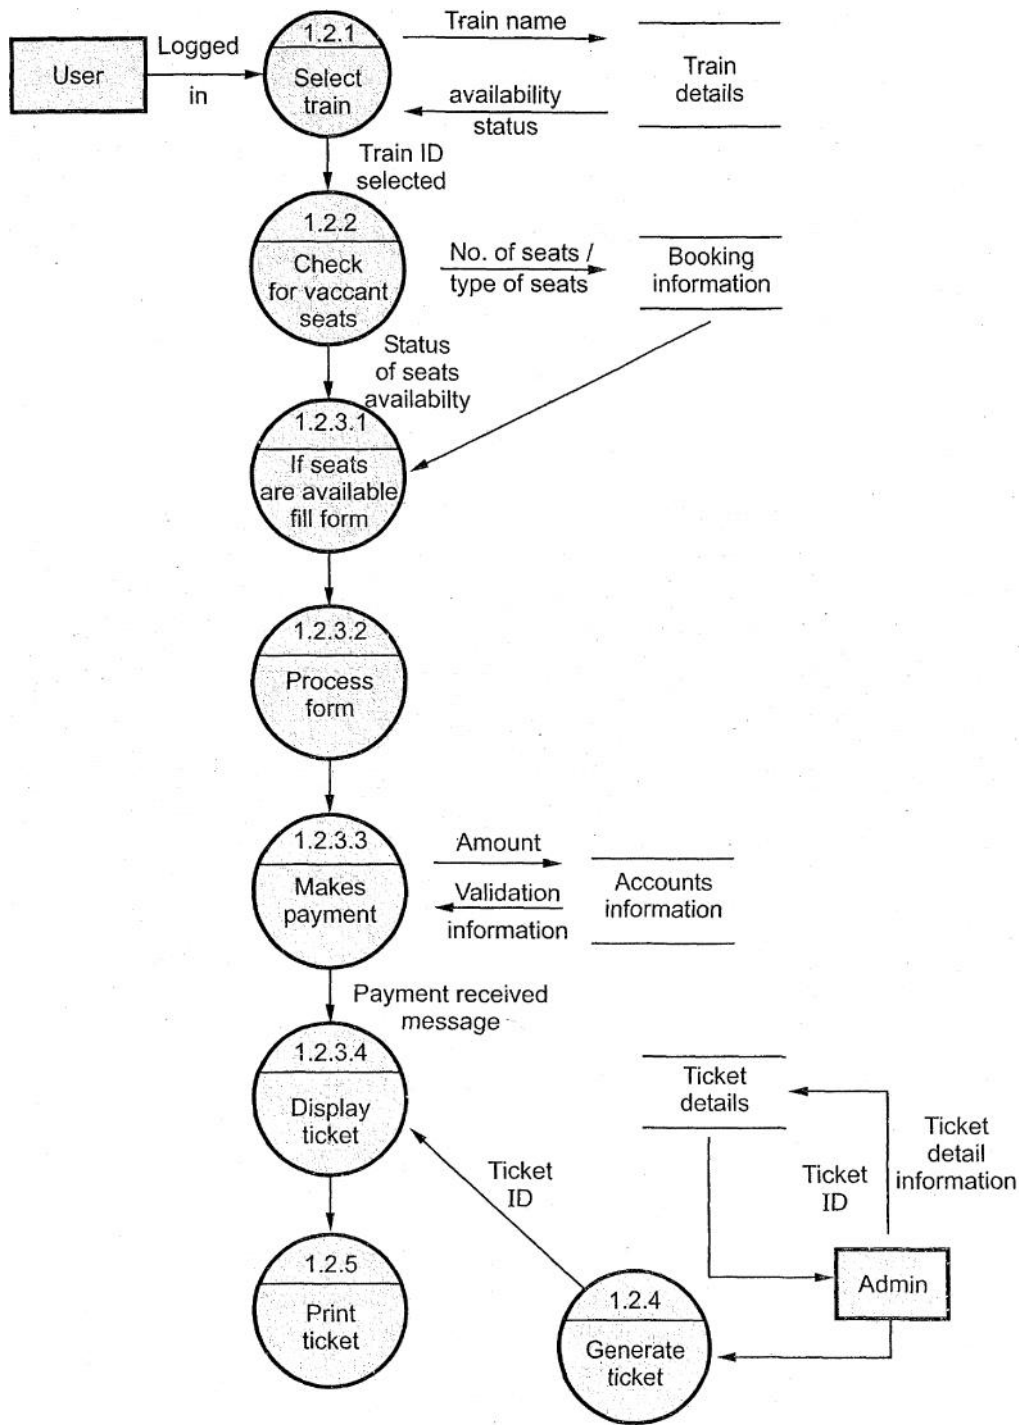 User
Logged
in
1.2.1
Select
train
Train name
availability
status
Train
details
Train ID
selected
1.2.2
Check
for vaccant
seats
No. of seats /
type of seats
Booking
information
Status
of seats
availabilty
1.2.3.1
If seats
are available
fill form
1.2.3.2
Process
form
1.2.3.3
Makes
payment
Amount
Validation
information
Accounts
information
Payment received
message
1.2.3.4
Display
ticket
Ticket
details
Ticket
detail
information
Ticket
ID
Ticket
ID
Admin
1.2.5
Print
ticket
1.2.4
Generate
ticket